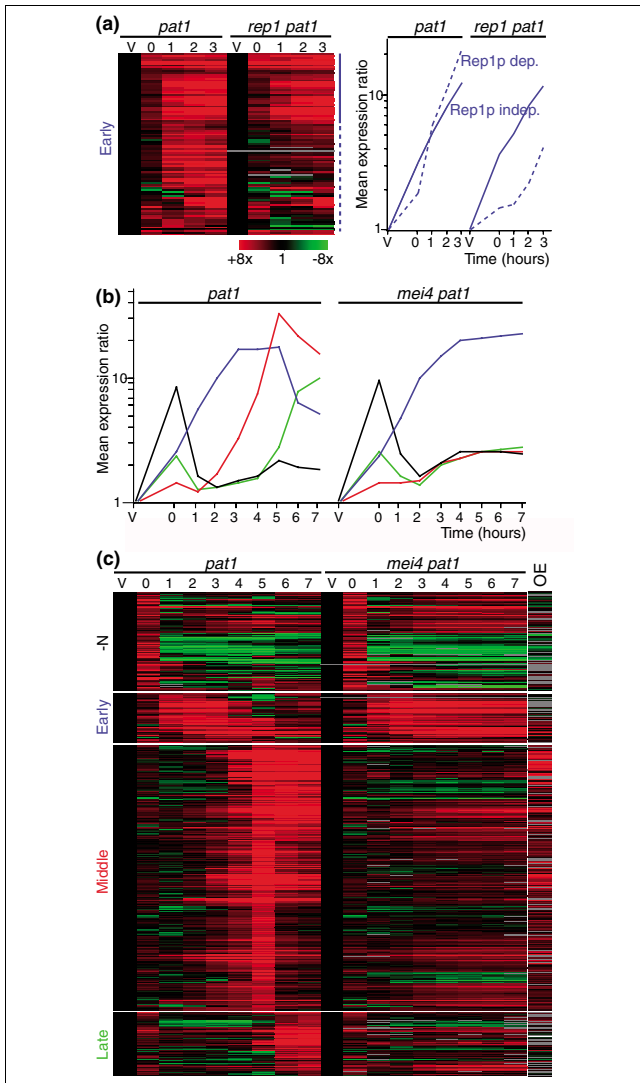 (a)
pat1 rep1 pat1
V 0 1 2 3 V 0 1 2 3
Early
+8x 1 -8x
pat1 rep1 pat1
Mean expression ratio
10
1
Rep1p dep.
Rep1p indep.
V 0 1 2 3 V 0 1 2 3
Time (hours)
(b)
pat1 mei4 pat1
Mean expression ratio
10
1
V 0 1 2 3 4 5 6 7 V 0 1 2 3 4 5 6 7
Time (hours)
(c)
pat1 mei4 pat1 OE
V 0 1 2 3 4 5 6 7 V 0 1 2 3 4 5 6 7
-N
Early
Middle
Late